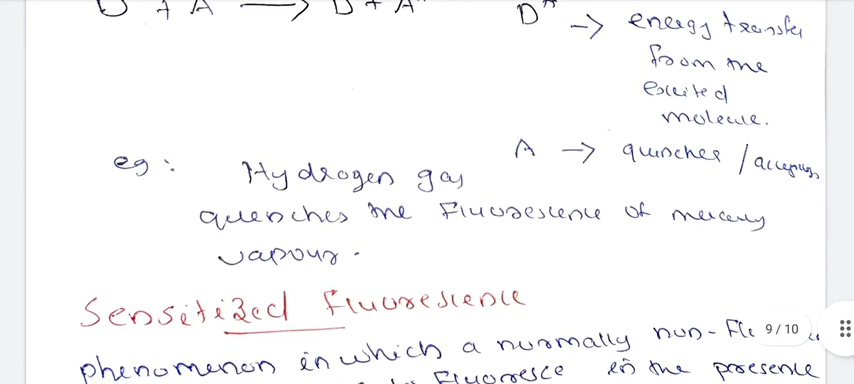 D + A ⟶ D + A*
D* → energy transfer
from the
excited
molecule.
A → quencher / acceptor
eg: Hydrogen gas
quenches the Fluorescence of mercury
vapour.
Sensitized Fluorescence
phenomenon in which a normally non-
Fluoresce in the presence
9 / 10